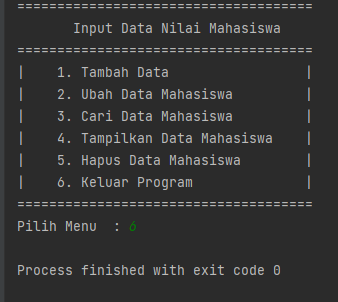 =====================================
Input Data Nilai Mahasiswa
=====================================
|    1. Tambah Data                 |
|    2. Ubah Data Mahasiswa         |
|    3. Cari Data Mahasiswa         |
|    4. Tampilkan Data Mahasiswa    |
|    5. Hapus Data Mahasiswa        |
|    6. Keluar Program              |
=====================================
Pilih Menu  : 6
Process finished with exit code 0